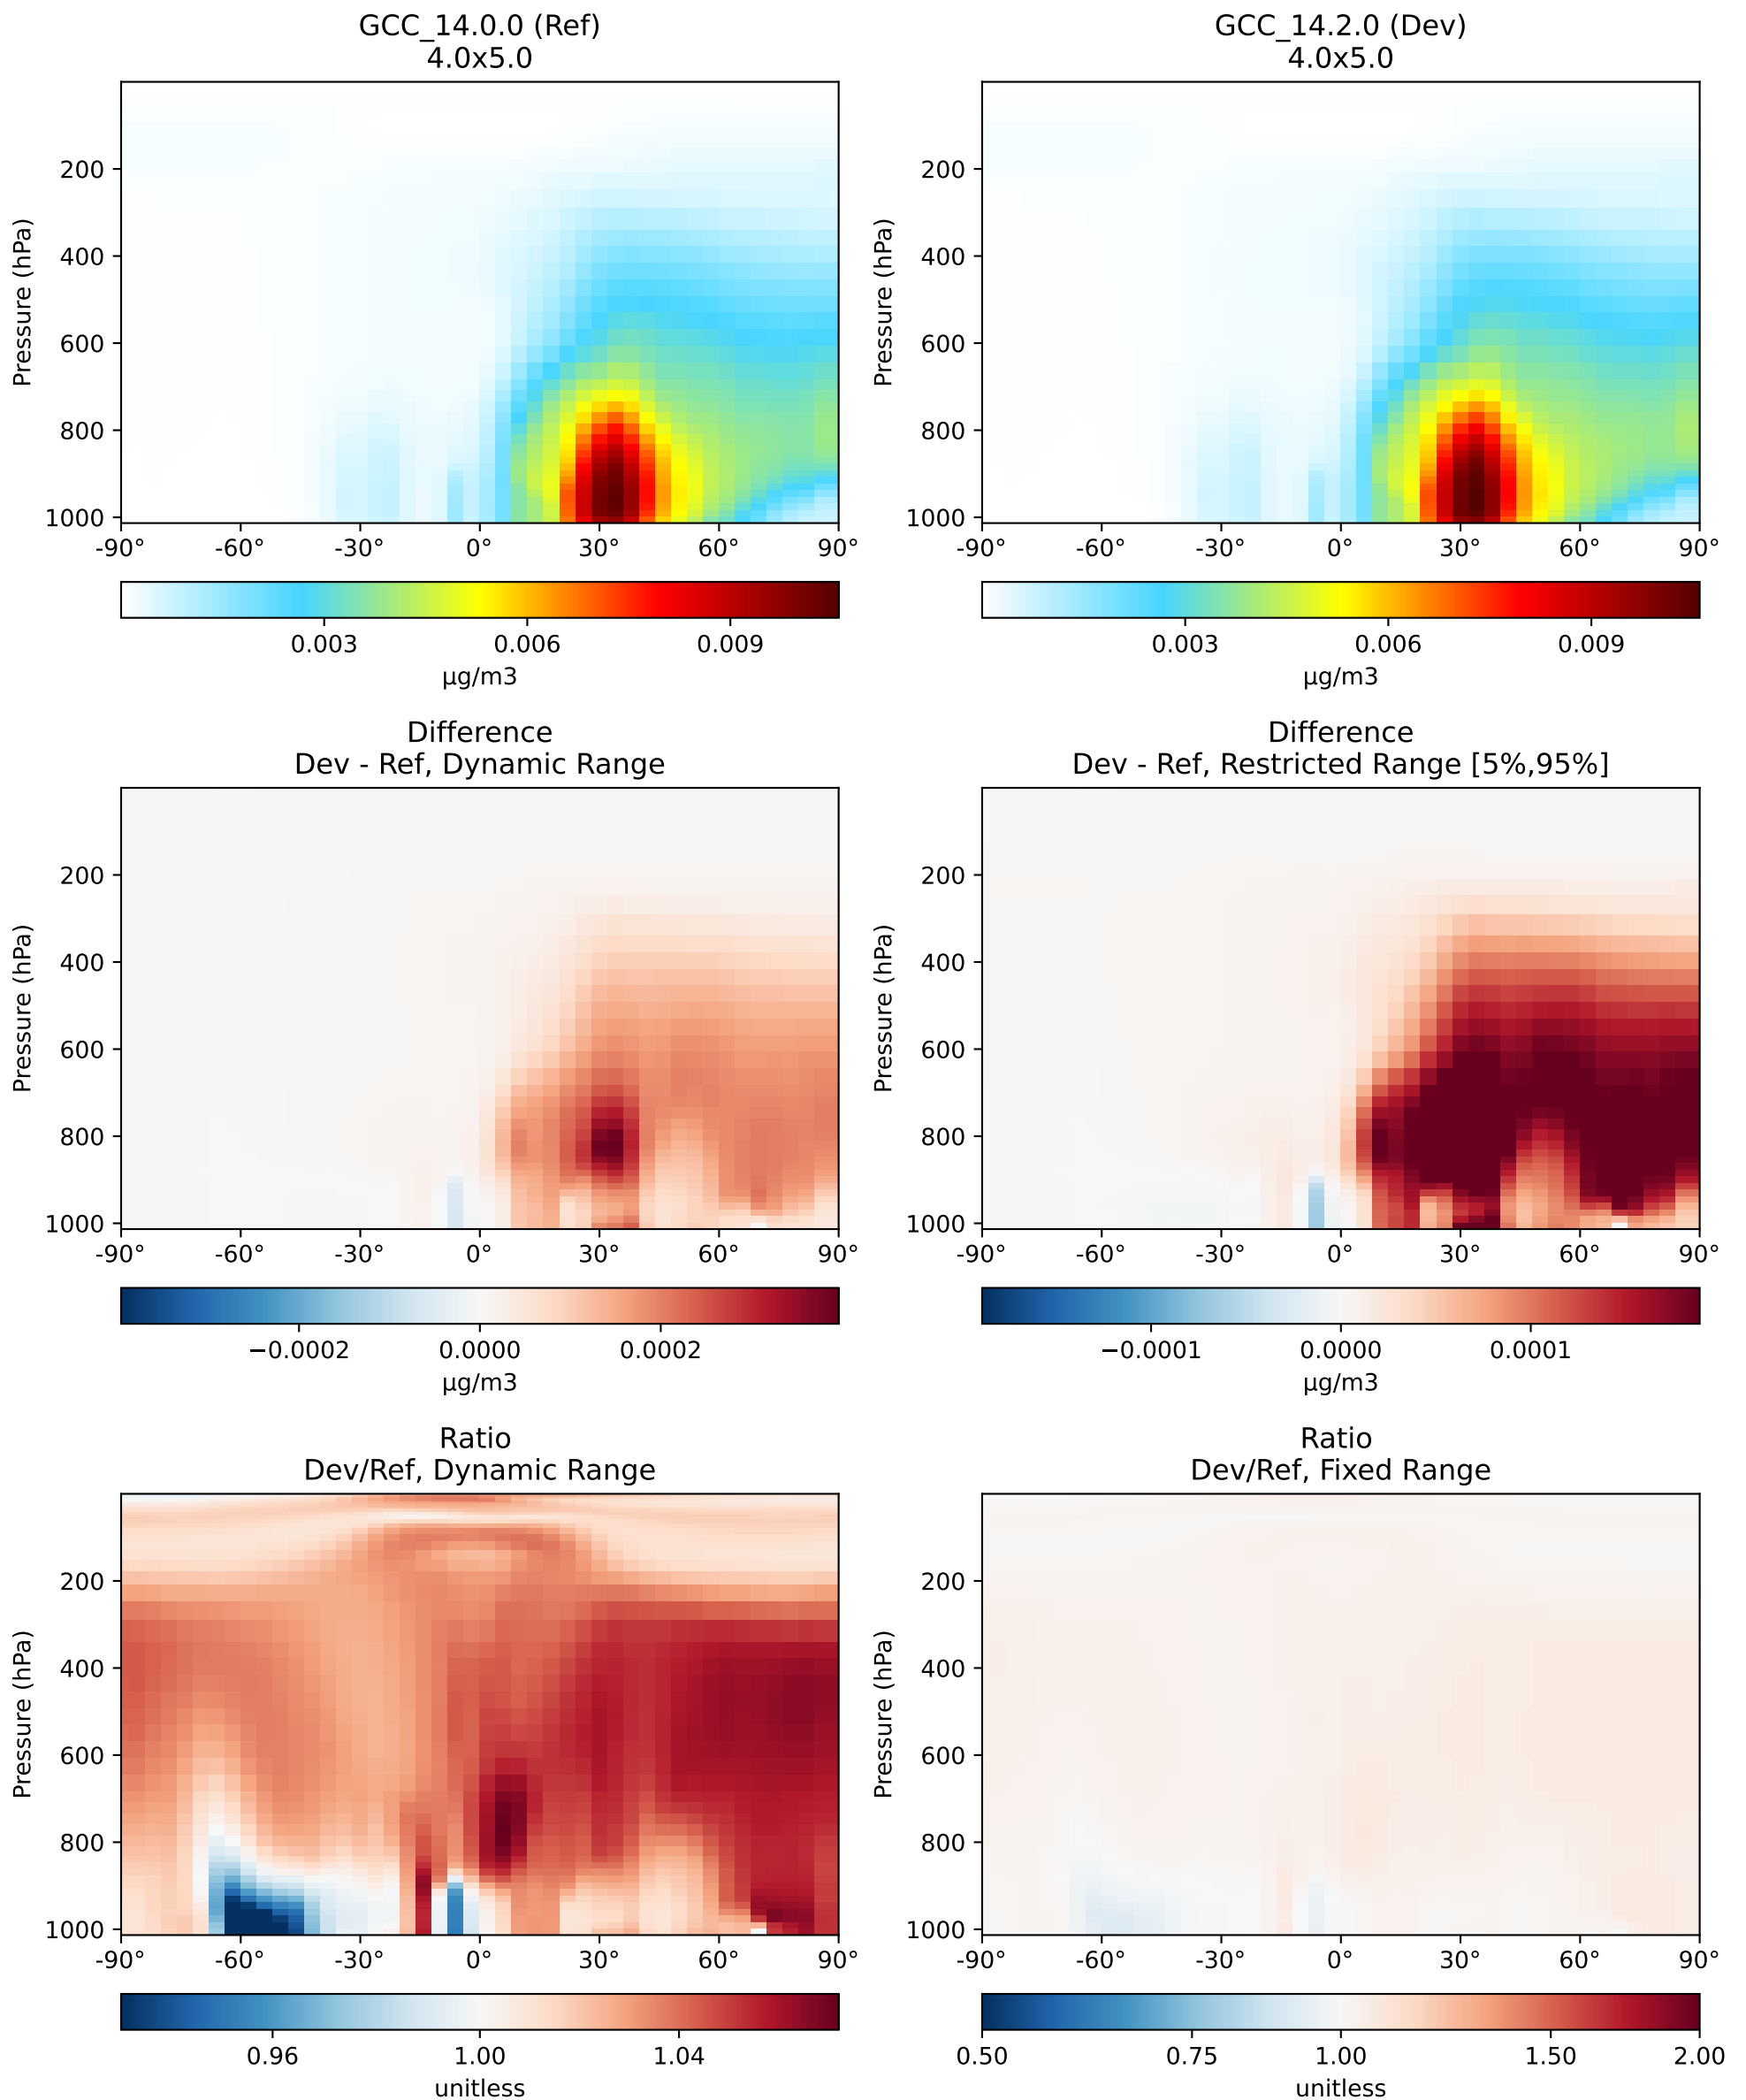 GCC_14.0.0 (Ref)
4.0x5.0
GCC_14.2.0 (Dev)
4.0x5.0
Pressure (hPa)
200
400
600
800
1000
-90° -60° -30° 0° 30° 60° 90°
0.003 0.006 0.009
µg/m3
Pressure (hPa)
200
400
600
800
1000
-90° -60° -30° 0° 30° 60° 90°
0.003 0.006 0.009
µg/m3
Difference
Dev - Ref, Dynamic Range
Difference
Dev - Ref, Restricted Range [5%,95%]
Pressure (hPa)
200
400
600
800
1000
-90° -60° -30° 0° 30° 60° 90°
−0.0002 0.0000 0.0002
µg/m3
Pressure (hPa)
200
400
600
800
1000
-90° -60° -30° 0° 30° 60° 90°
−0.0001 0.0000 0.0001
µg/m3
Ratio
Dev/Ref, Dynamic Range
Ratio
Dev/Ref, Fixed Range
Pressure (hPa)
200
400
600
800
1000
-90° -60° -30° 0° 30° 60° 90°
0.96 1.00 1.04
unitless
Pressure (hPa)
200
400
600
800
1000
-90° -60° -30° 0° 30° 60° 90°
0.50 0.75 1.00 1.50 2.00
unitless